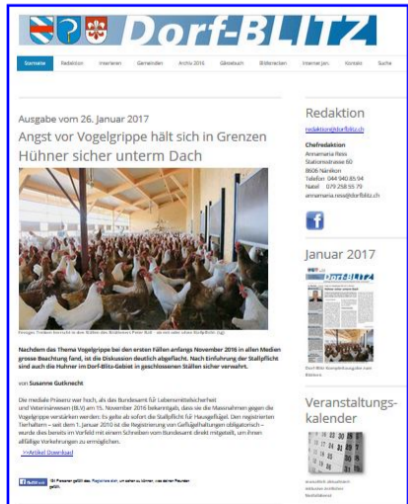 Dorf-BLITZ
Startseite Redaktion Inserieren Gemeinden Archiv 2016 Gästebuch Bildstrecken Internet-Jon. Kontakt Suche
Ausgabe vom 26. Januar 2017
Angst vor Vogelgrippe hält sich in Grenzen
Hühner sicher unterm Dach
Nachdem das Thema Vogelgrippe bei den ersten Fällen anfangs November 2016 in allen Medien
grosse Beachtung fand, ist die Diskussion deutlich abgeflacht. Nach Einführung der Stallpflicht
sind auch die Hühner im Dorf-Blitz-Gebiet in geschlossenen Ställen sicher verwahrt.
von Susanne Gutknecht
Die mediale Präsenz war hoch, als das Bundesamt für Lebensmittelsicherheit
und Veterinärwesen (BLV) am 15. November 2016 bekanntgab, dass sie die Massnahmen gegen die
Vogelgrippe verstärken werden: Es gelte ab sofort die Stallpflicht für Hausgeflügel. Den registrierten
Tierhaltern – seit dem 1. Januar 2010 ist die Registrierung von Geflügelhaltungen obligatorisch –
wurde dies bereits im Vorfeld mit einem Schreiben vom Bundesamt direkt mitgeteilt, um ihnen
allfällige Vorkehrungen zu ermöglichen.
>>Artikel Download
Redaktion
redaktion@dorfblitz.ch
Chefredaktion
Annamaria Ress
Stationsstrasse 60
8606 Nänikon
Telefon 044 940 85 94
Natel 079 258 55 79
annamaria.ress@dorfblitz.ch
f
Januar 2017
Dorf-BLITZ
Veranstaltungs-
kalender